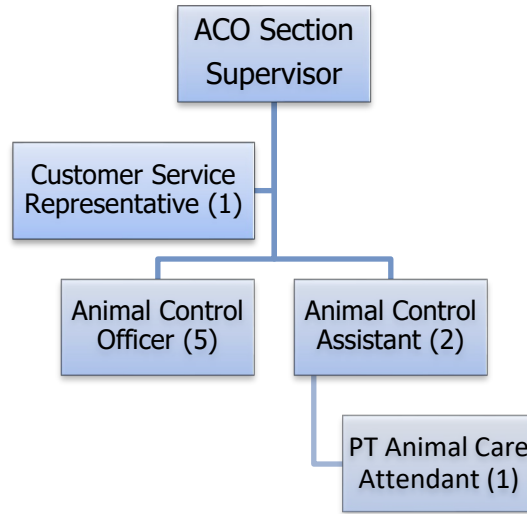 ACO Section
Supervisor
Customer Service
Representative (1)
Animal Control
Officer (5)
Animal Control
Assistant (2)
PT Animal Care
Attendant (1)